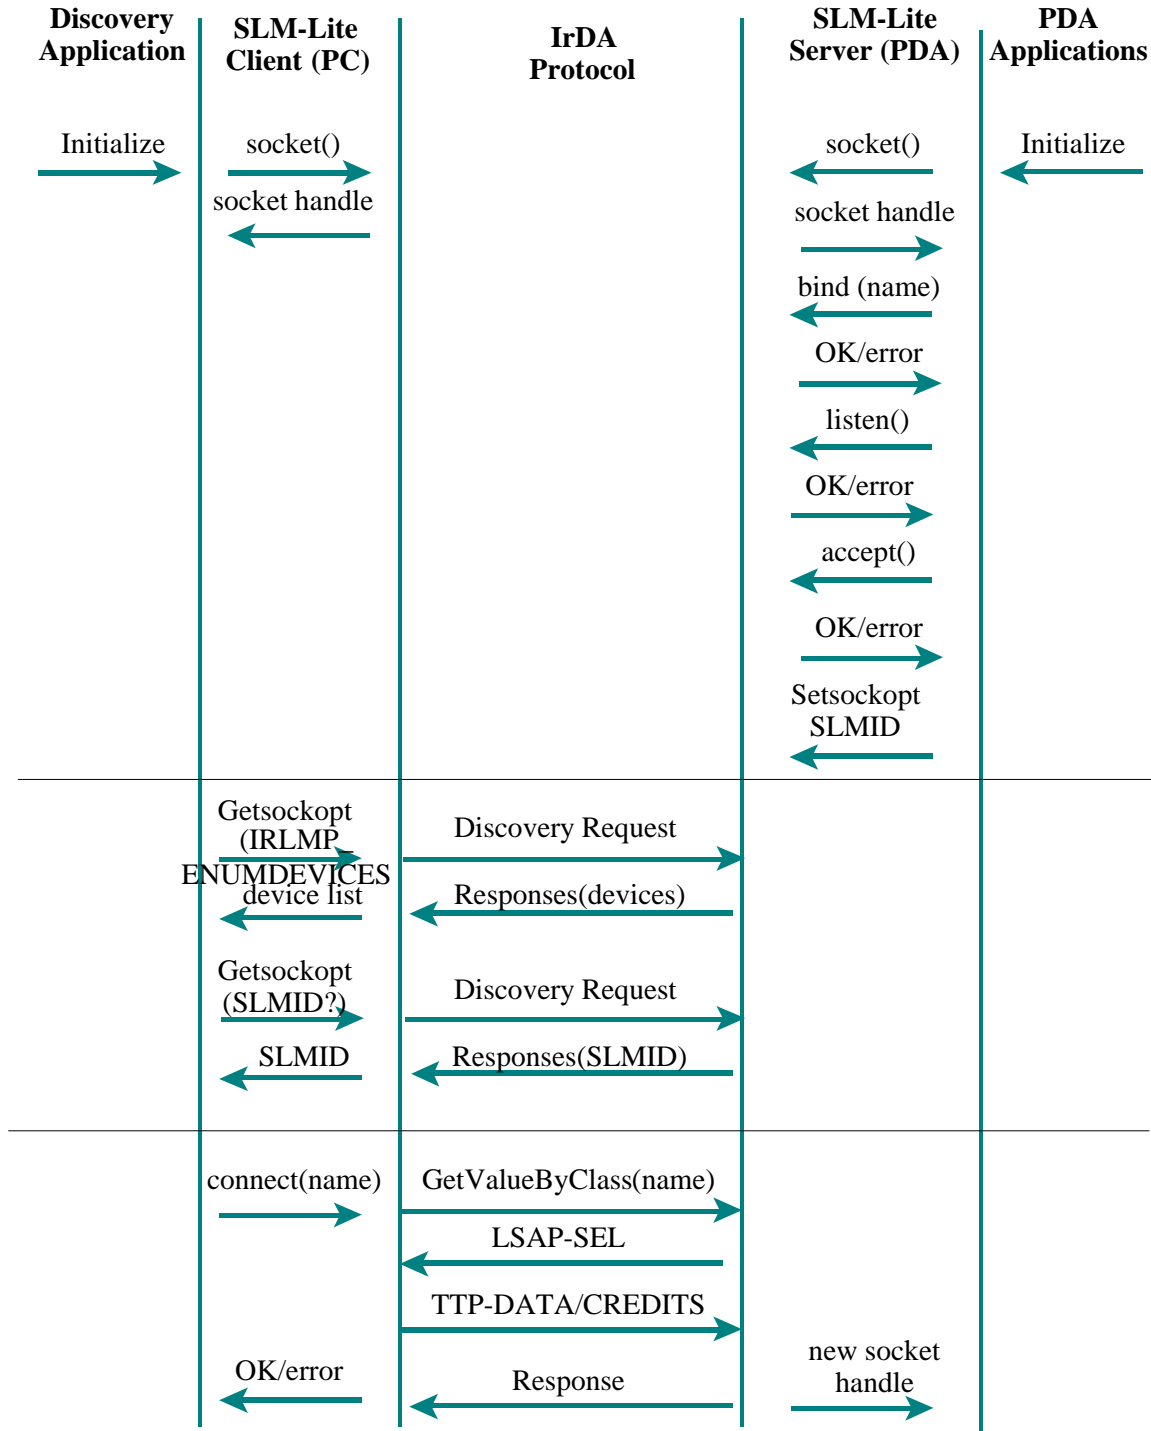 Discovery
Application
SLM-Lite
Client (PC)
IrDA
Protocol
SLM-Lite
Server (PDA)
PDA
Applications
Initialize
socket()
socket()
Initialize
socket handle
socket handle
bind (name)
OK/error
listen()
OK/error
accept()
OK/error
Setsockopt
SLMID
Getsockopt
(IRLMP_
ENUMDEVICES
Discovery Request
device list
Responses(devices)
Getsockopt
(SLMID?)
Discovery Request
SLMID
Responses(SLMID)
connect(name)
GetValueByClass(name)
LSAP-SEL
TTP-DATA/CREDITS
OK/error
Response
new socket
handle